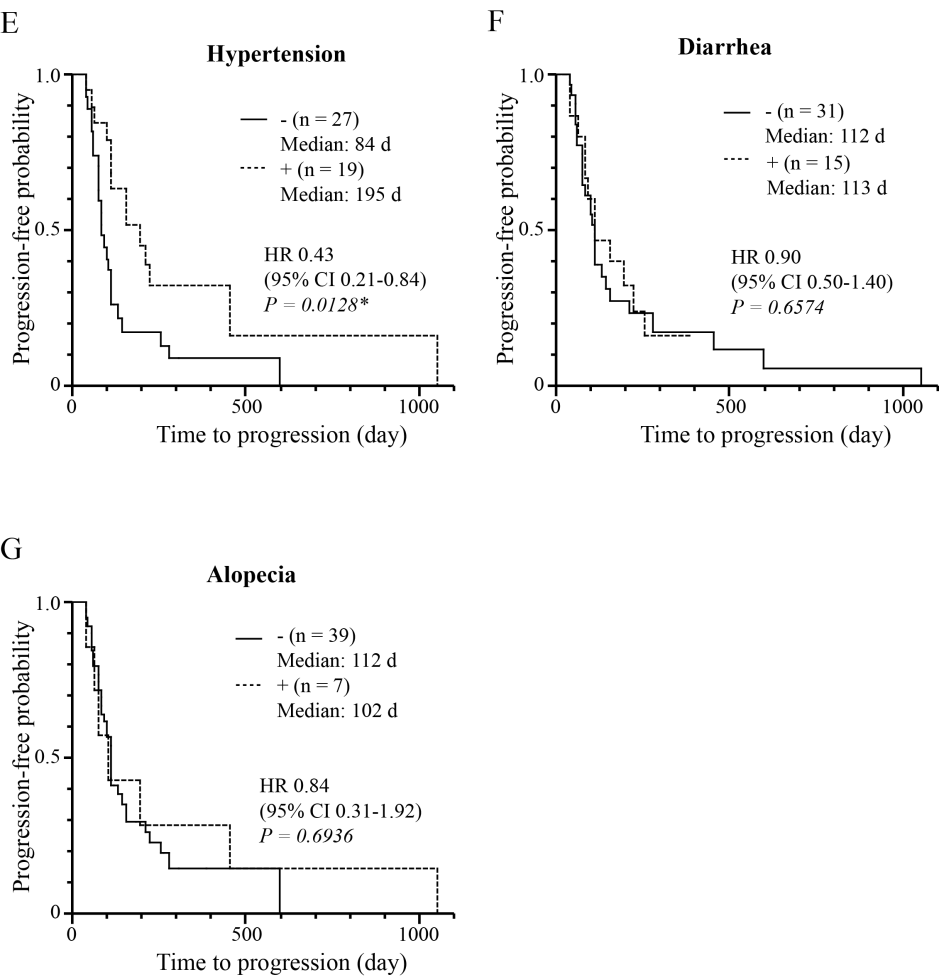 E
Hypertension
Progression-free probability
1.0
0.5
0
- (n = 27)
Median: 84 d
+ (n = 19)
Median: 195 d
HR 0.43
(95% CI 0.21-0.84)
P = 0.0128*
0 500 1000
Time to progression (day)
F
Diarrhea
Progression-free probability
1.0
0.5
0
- (n = 31)
Median: 112 d
+ (n = 15)
Median: 113 d
HR 0.90
(95% CI 0.50-1.40)
P = 0.6574
0 500 1000
Time to progression (day)
G
Alopecia
Progression-free probability
1.0
0.5
0
- (n = 39)
Median: 112 d
+ (n = 7)
Median: 102 d
HR 0.84
(95% CI 0.31-1.92)
P = 0.6936
0 500 1000
Time to progression (day)